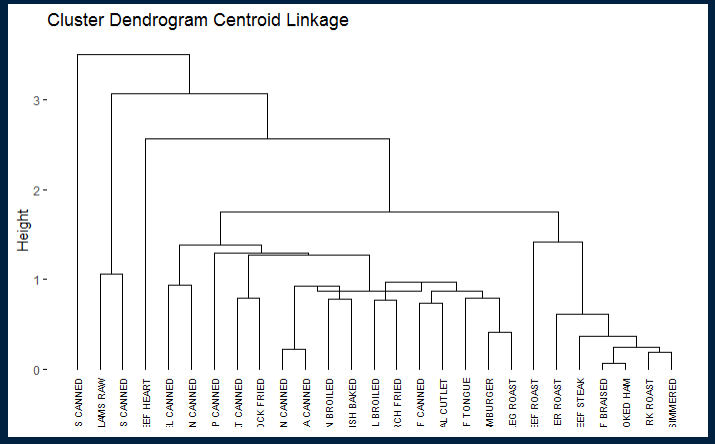 Cluster Dendrogram Centroid Linkage
Height
3
2
1
0
S CANNED
LAMS RAW
S CANNED
EEF HEART
EL CANNED
N CANNED
P CANNED
T CANNED
OCK FRIED
N CANNED
A CANNED
N BROILED
ISH BAKED
L BROILED
RCH FRIED
F CANNED
AL CUTLET
F TONGUE
MBURGER
EG ROAST
EEF ROAST
ER ROAST
EEF STEAK
F BRAISED
OKED HAM
RK ROAST
SIMMERED